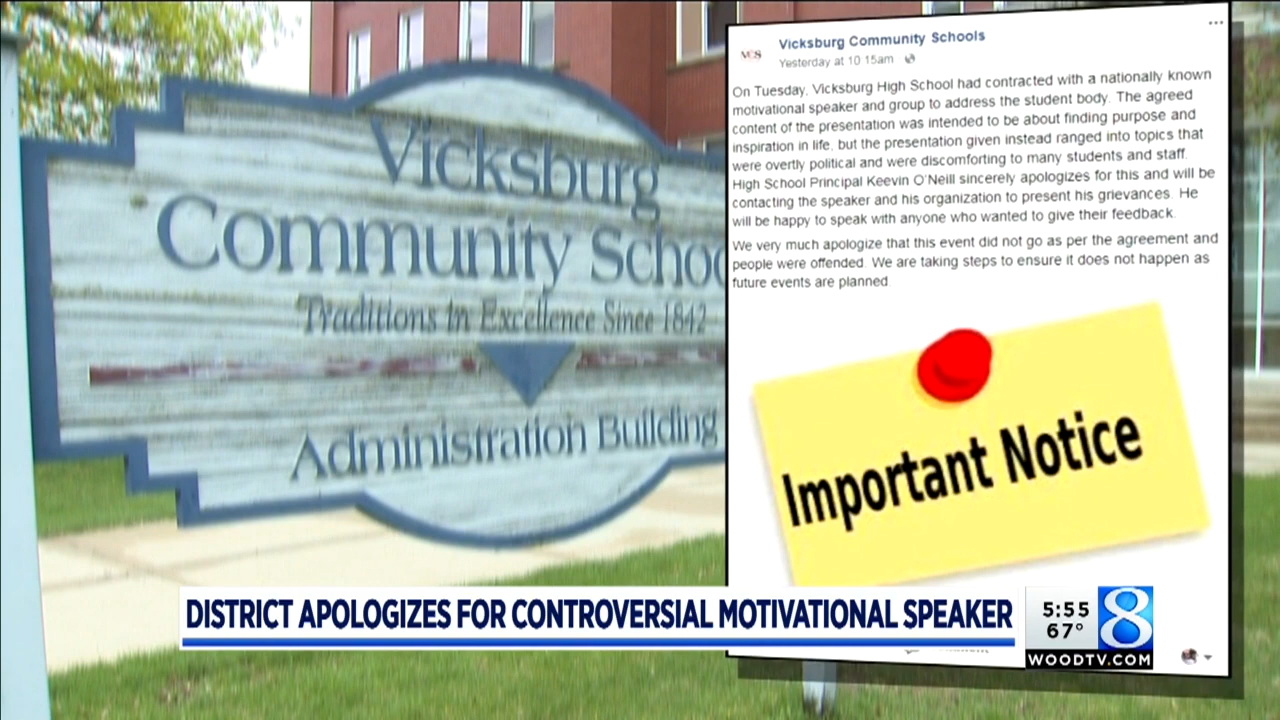 Vicksburg
Community Schoo
Traditions in Excellence Since 1842
Administration Building
VCS
Vicksburg Community Schools
Yesterday at 10:15am
On Tuesday, Vicksburg High School had contracted with a nationally known
motivational speaker and group to address the student body. The agreed
content of the presentation was intended to be about finding purpose and
inspiration in life, but the presentation given instead ranged into topics that
were overtly political and were discomforting to many students and staff.
High School Principal Keevin O'Neill sincerely apologizes for this and will be
contacting the speaker and his organization to present his grievances. He
will be happy to speak with anyone who wanted to give their feedback.
We very much apologize that this event did not go as per the agreement and
people were offended. We are taking steps to ensure it does not happen as
future events are planned.
Important Notice
DISTRICT APOLOGIZES FOR CONTROVERSIAL MOTIVATIONAL SPEAKER
5:55
67°
8
WOODTV.COM